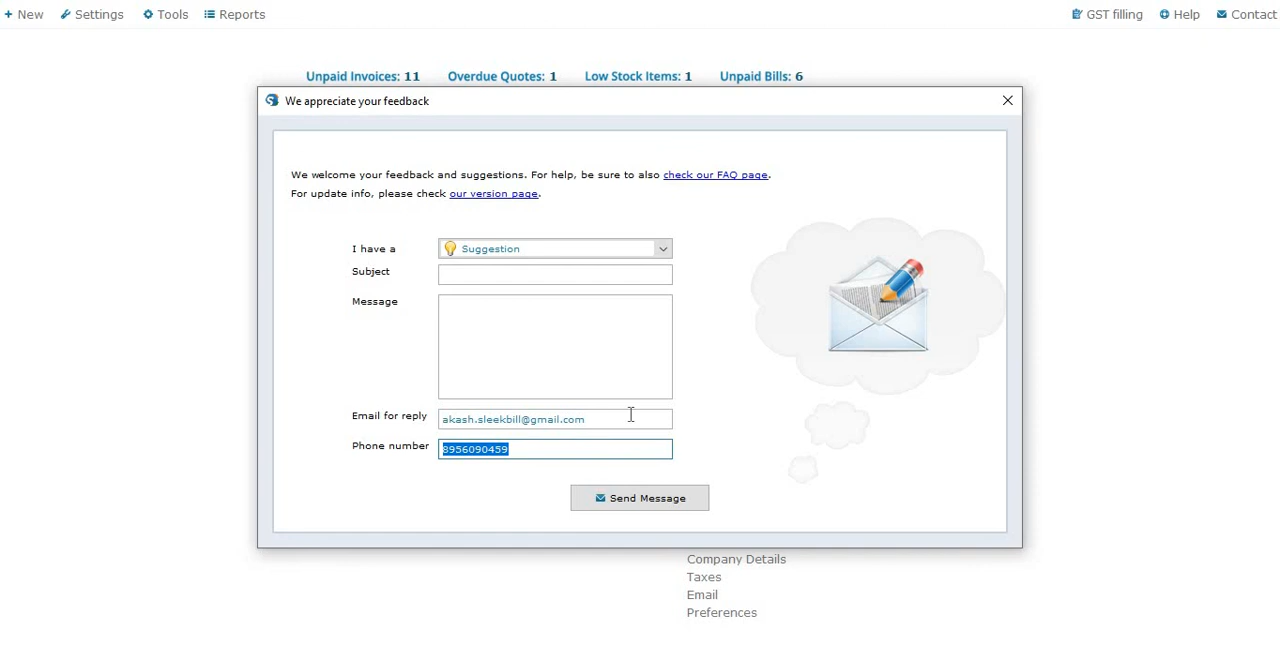 New Settings Tools Reports GST filling Help Contact
Unpaid Invoices: 11 Overdue Quotes: 1 Low Stock Items: 1 Unpaid Bills: 6
We appreciate your feedback
We welcome your feedback and suggestions. For help, be sure to also check our FAQ page.
For update info, please check our version page.
I have a Suggestion
Subject
Message
Email for reply akash.sleekbill@gmail.com
Phone number 8956090459
Send Message
Company Details
Taxes
Email
Preferences